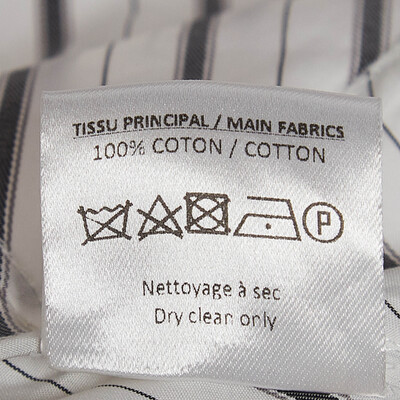 TISSU PRINCIPAL / MAIN FABRICS
100% COTON / COTTON
P
Nettoyage à sec
Dry clean only